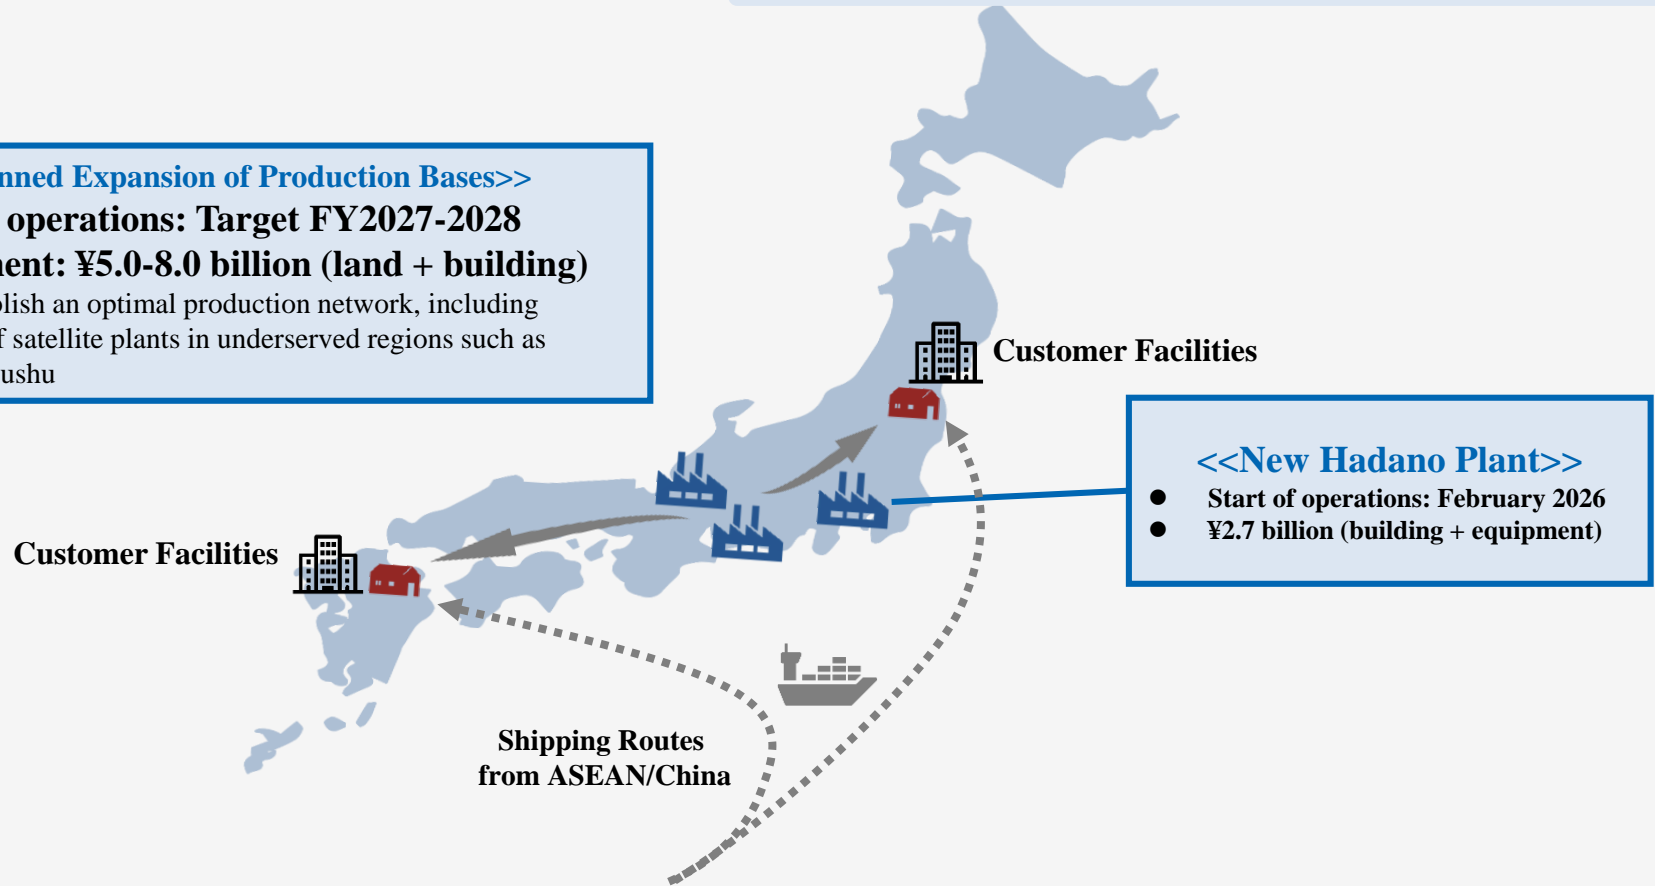 nned Expansion of Production Bases>>
operations: Target FY2027-2028
ent: ¥5.0-8.0 billion (land + building)
lish an optimal production network, including
f satellite plants in underserved regions such as
ushu
Customer Facilities
<<New Hadano Plant>>
● Start of operations: February 2026
● ¥2.7 billion (building + equipment)
Customer Facilities
Shipping Routes
from ASEAN/China